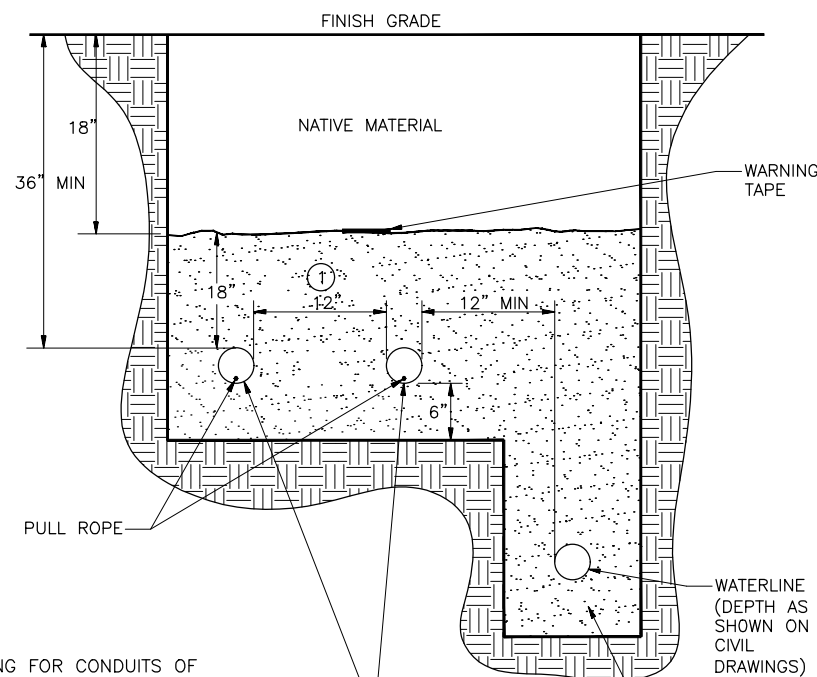 FINISH GRADE
18”
NATIVE MATERIAL
36” MIN
WARNING
TAPE
18”
1
12”
12” MIN
6”
PULL ROPE
WATERLINE
(DEPTH AS
SHOWN ON
CIVIL
DRAWINGS)
NG FOR CONDUITS OF